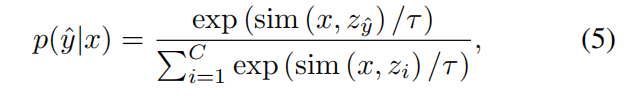 p(ŷ|x) = exp (sim (x, z_ŷ) /τ) / ∑_{i=1}^{C} exp (sim (x, z_i) /τ) , (5)